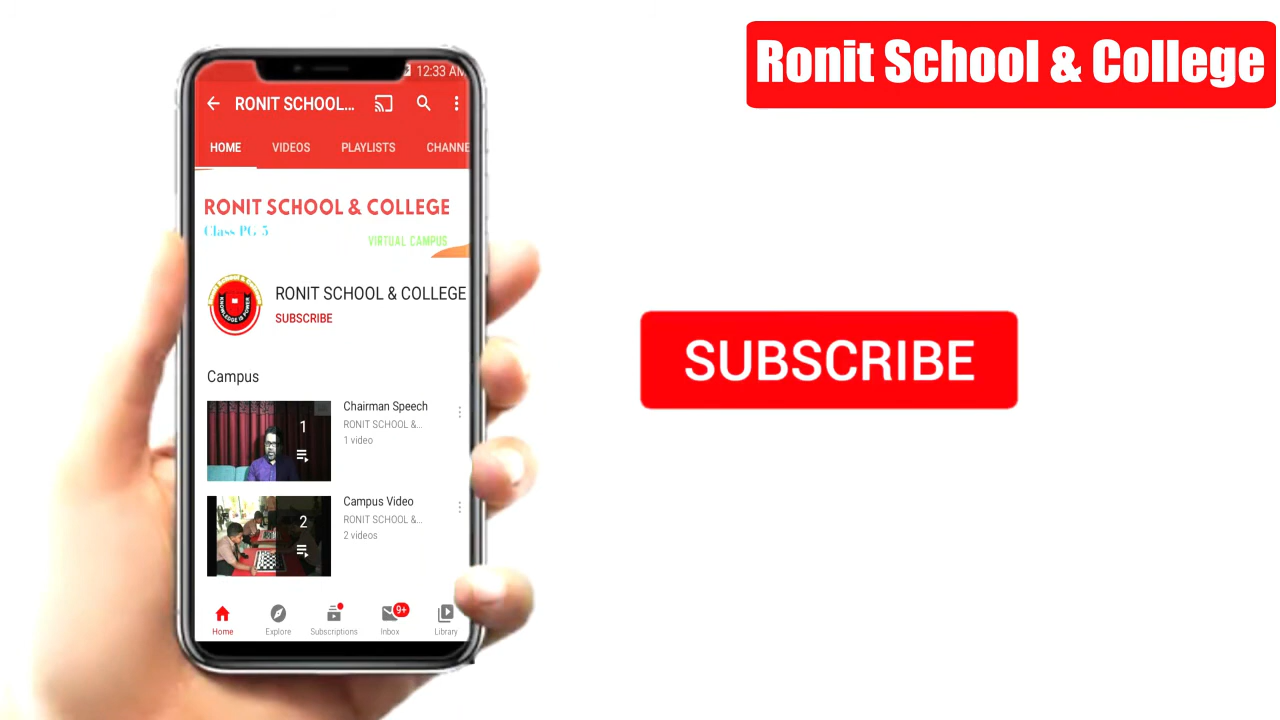 Ronit School & College
12:33 AM
RONIT SCHOOL...
HOME VIDEOS PLAYLISTS CHANNE
RONIT SCHOOL & COLLEGE
Class PG-5
VIRTUAL CAMPUS
RONIT SCHOOL & COLLEGE
SUBSCRIBE
SUBSCRIBE
Campus
1
Chairman Speech
RONIT SCHOOL &...
1 video
2
Campus Video
RONIT SCHOOL &...
2 videos
9+
Home Explore Subscriptions Inbox Library